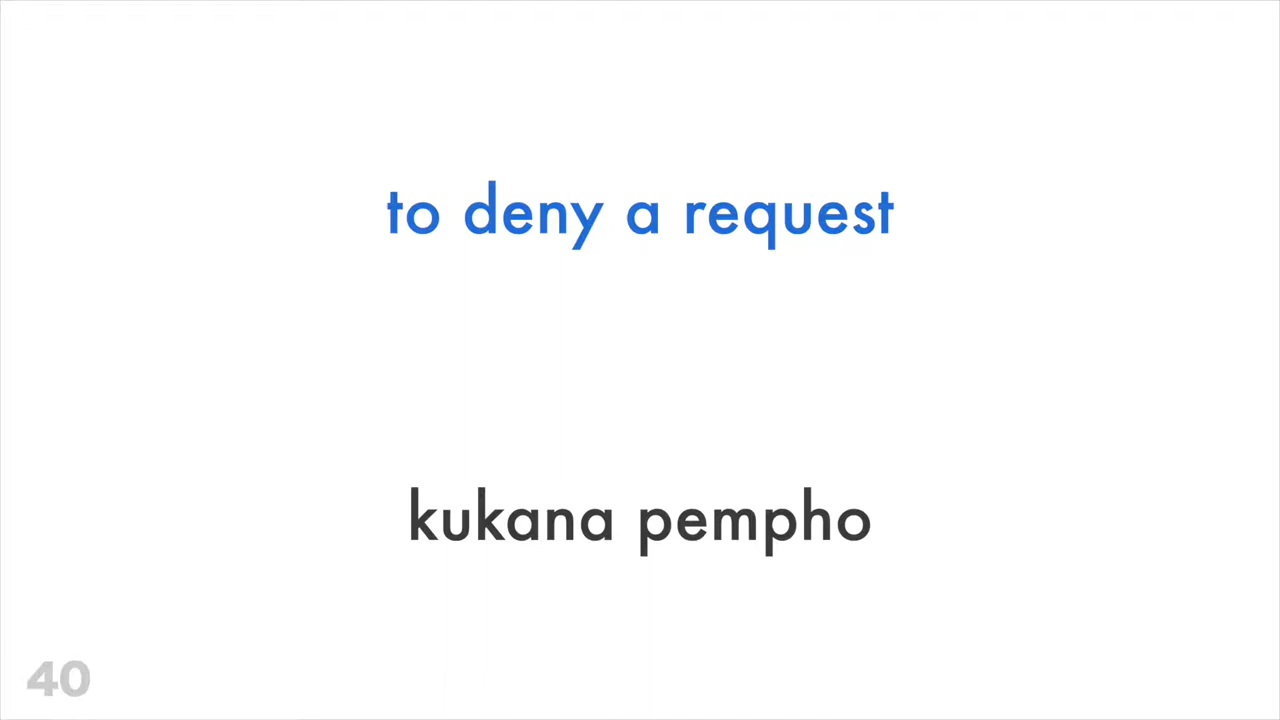 to deny a request
kukana pempho
40